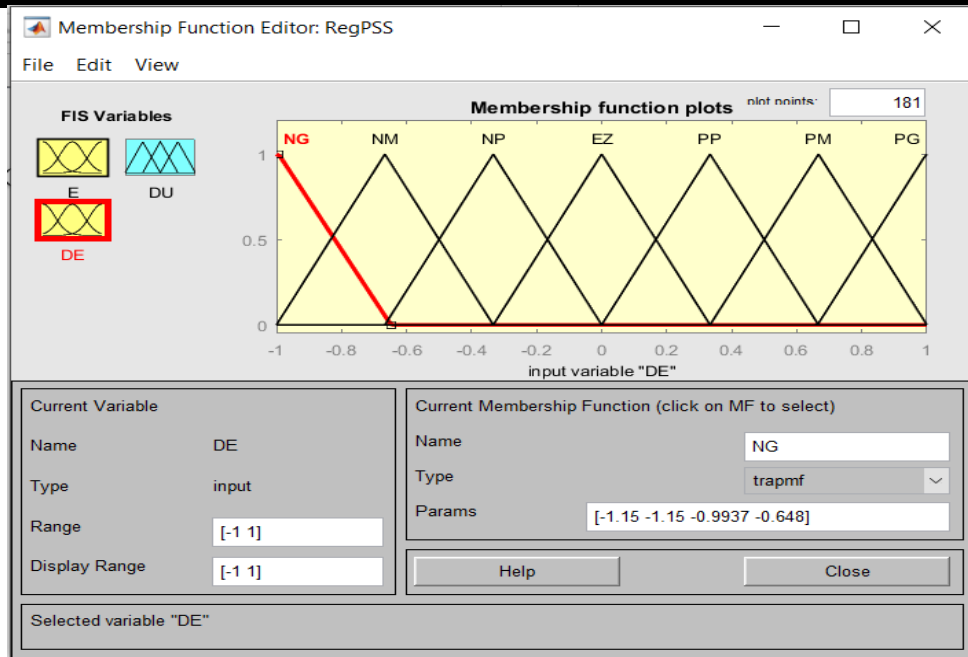 Membership Function Editor: RegPSS
File Edit View
FIS Variables
E
DU
DE
Membership function plots
plot points:
181
NG NM NP EZ PP PM PG
1
0.5
0
-1 -0.8 -0.6 -0.4 -0.2 0 0.2 0.4 0.6 0.8 1
input variable "DE"
Current Variable
Name DE
Type input
Range [-1 1]
Display Range [-1 1]
Current Membership Function (click on MF to select)
Name NG
Type trapmf
Params [-1.15 -1.15 -0.9937 -0.648]
Help Close
Selected variable "DE"